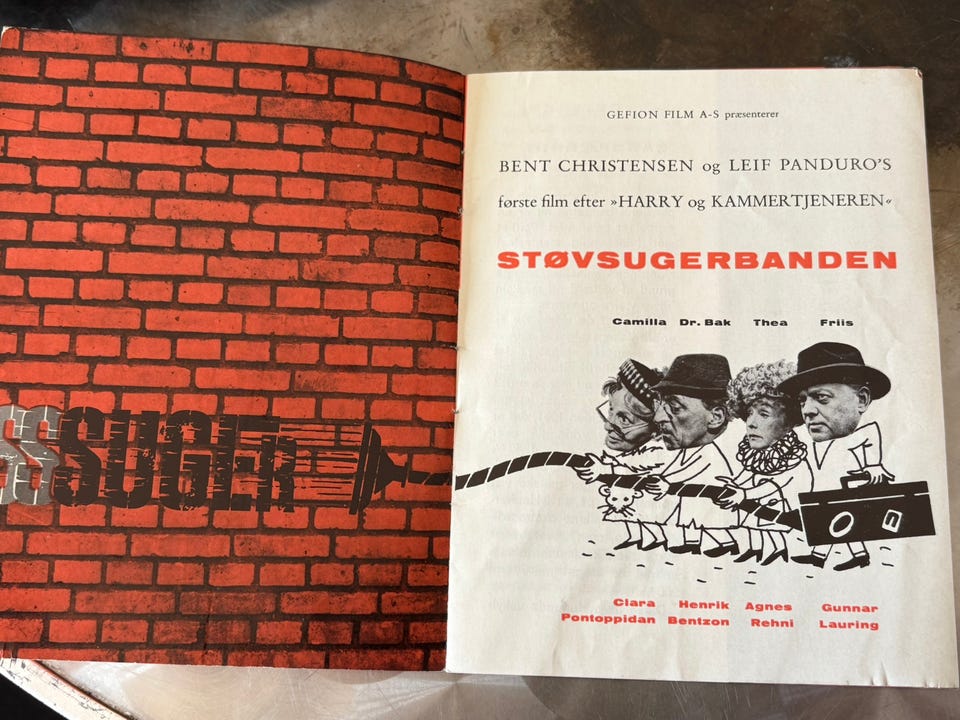 SSSUGER
GEFION FILM A-S præsenterer
BENT CHRISTENSEN og LEIF PANDURO'S
første film efter »HARRY og KAMMERTJENEREN«
STØVSUGERBANDEN
Camilla Dr. Bak Thea Friis
Clara Henrik Agnes Gunnar
Pontoppidan Bentzon Rehni Lauring